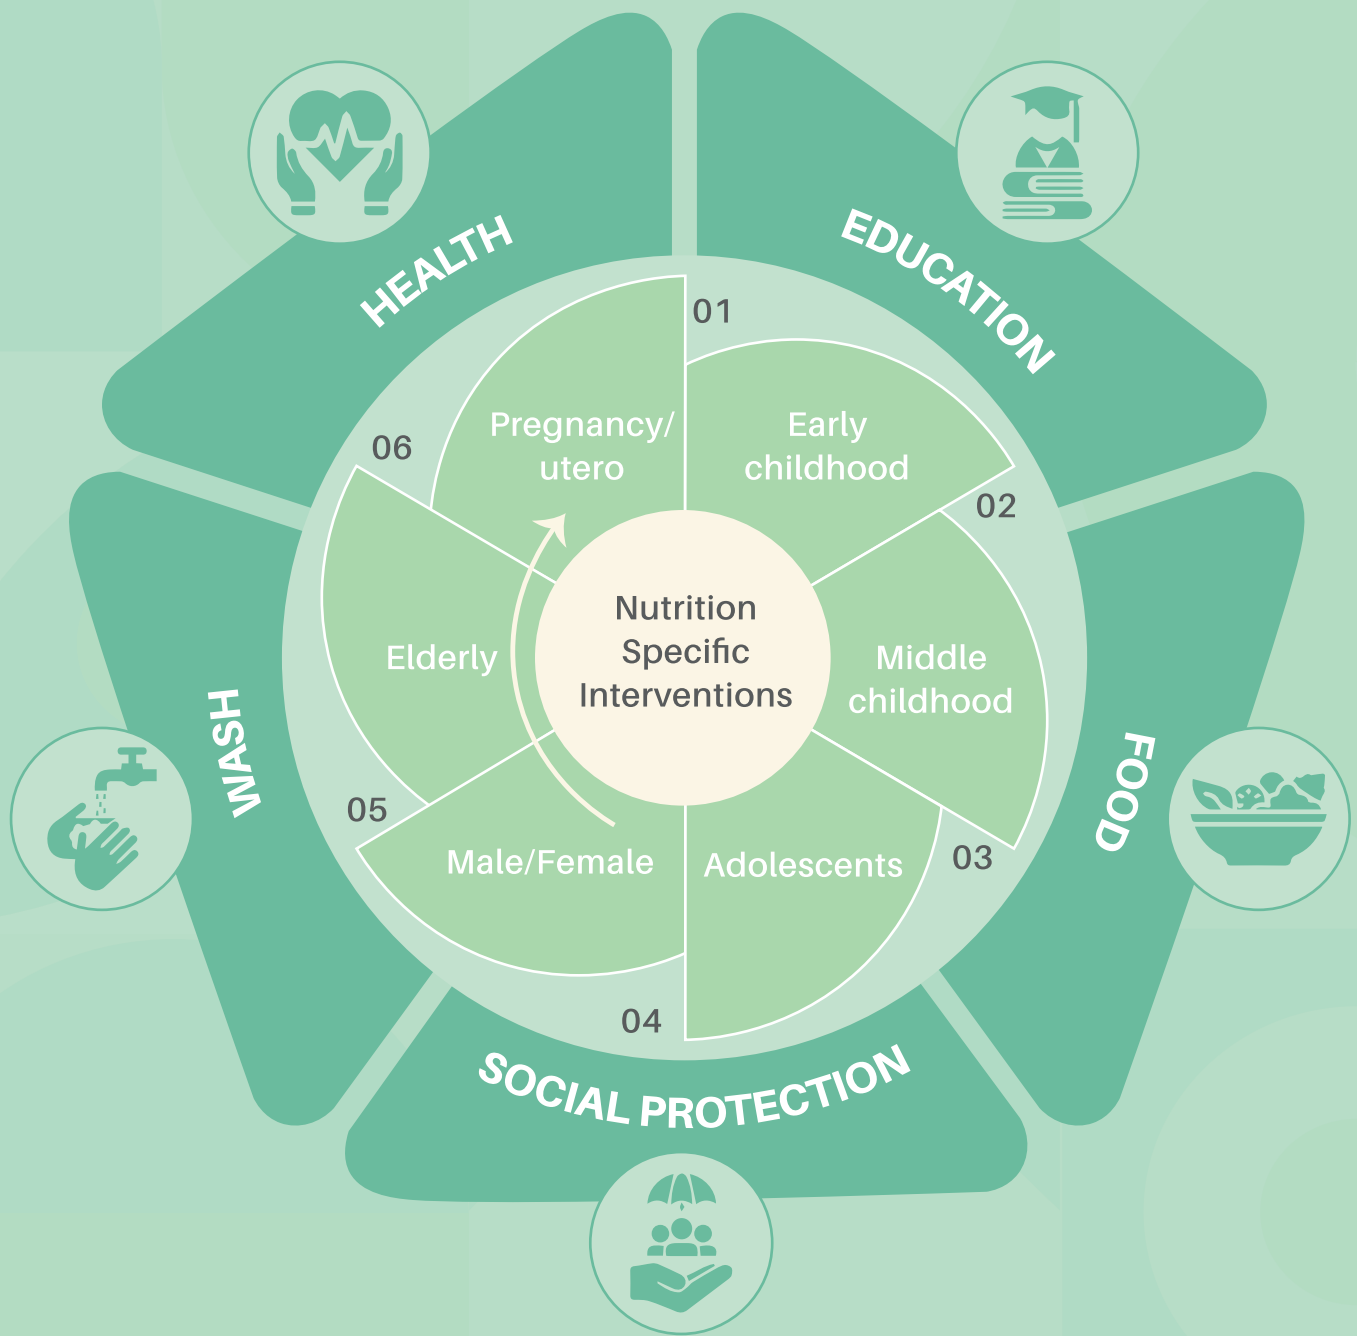 HEALTH
EDUCATION
01
Pregnancy/
utero
Early
childhood
06
02
Nutrition
Specific
Interventions
Elderly
Middle
childhood
WASH
FOOD
05
03
Male/Female
Adolescents
04
SOCIAL PROTECTION